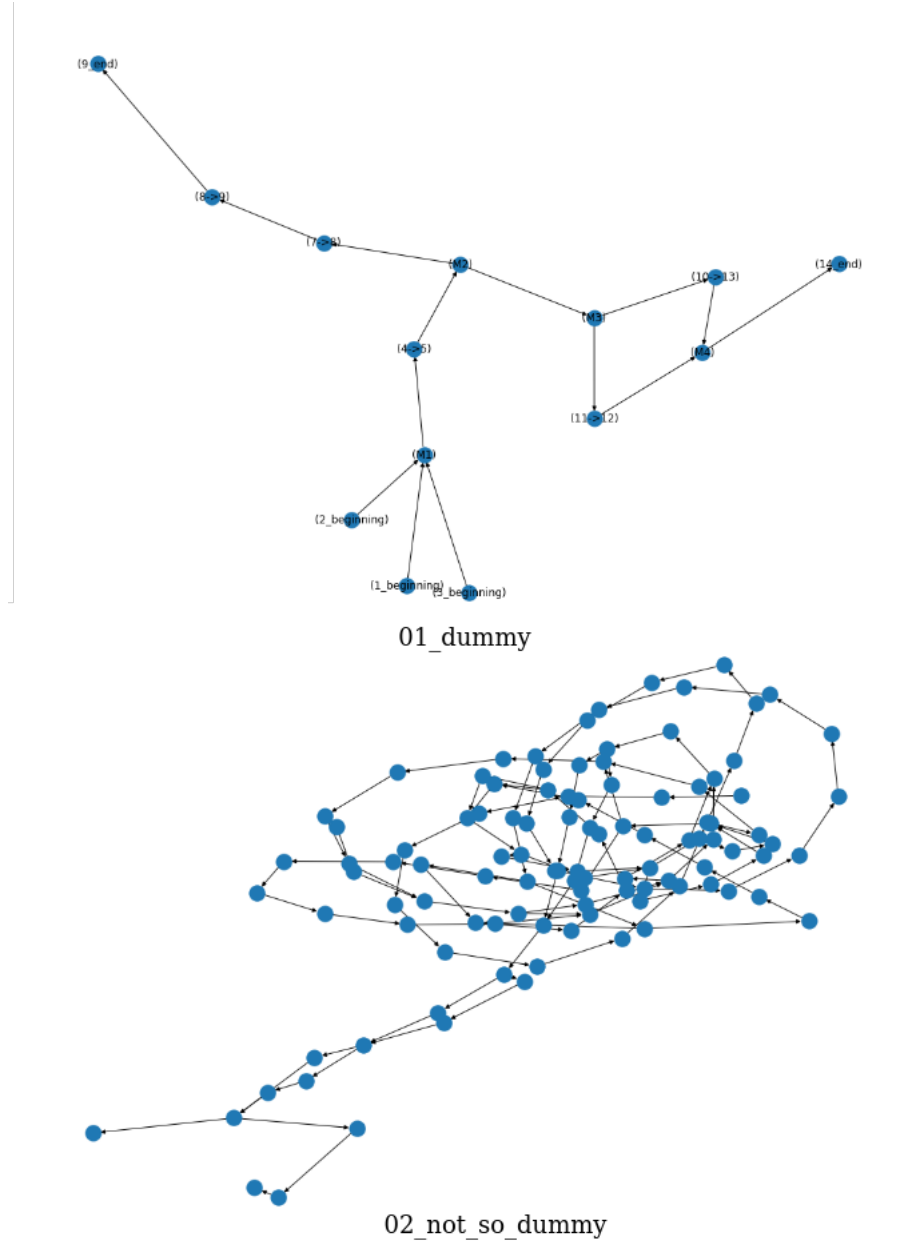 (9_end)
(8->9)
(7->8)
(M2)
(14_end)
(10->13)
(M3)
(4->5)
(M4)
(11->12)
(M1)
(2_beginning)
(1_beginning)
(3_beginning)
01_dummy
02_not_so_dummy